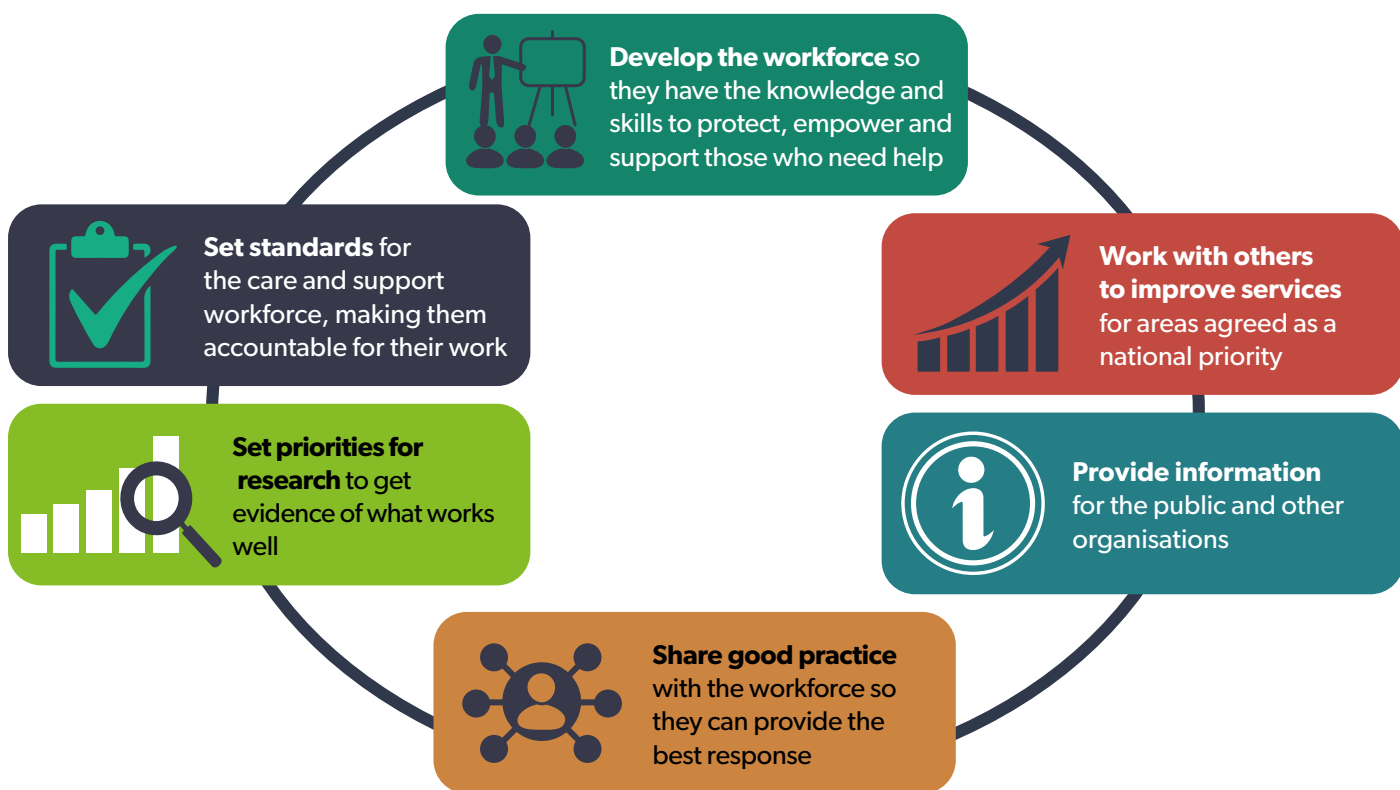 Develop the workforce so
they have the knowledge and
skills to protect, empower and
support those who need help
Set standards for
the care and support
workforce, making them
accountable for their work
Work with others
to improve services
for areas agreed as a
national priority
Set priorities for
research to get
evidence of what works
well
Provide information
for the public and other
organisations
Share good practice
with the workforce so
they can provide the
best response